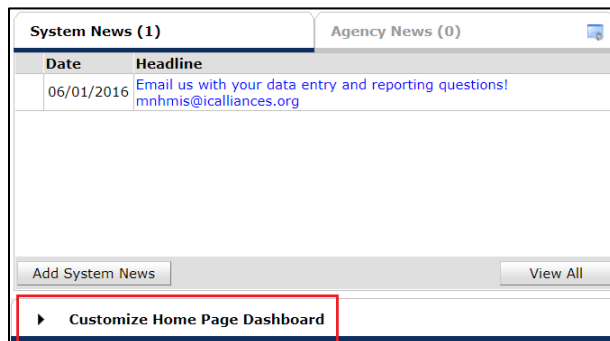 System News (1)
Agency News (0)
Date Headline
06/01/2016 Email us with your data entry and reporting questions!
mnhmis@icalliances.org
Add System News
View All
Customize Home Page Dashboard